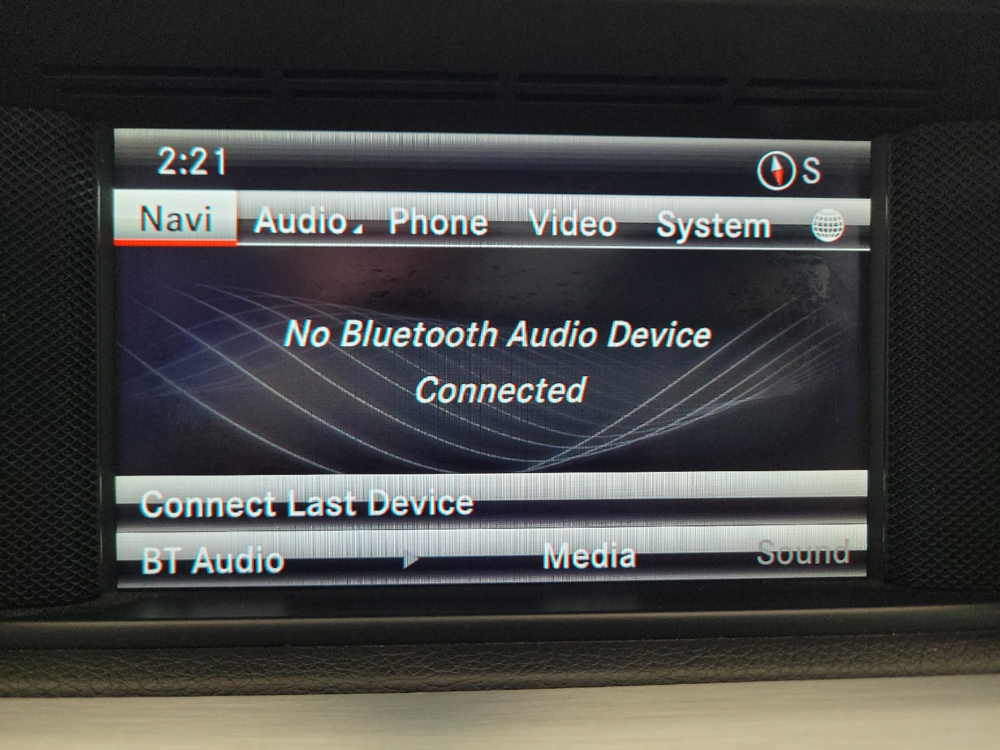 2:21 S
Navi Audio Phone Video System
No Bluetooth Audio Device
Connected
Connect Last Device
BT Audio Media Sound